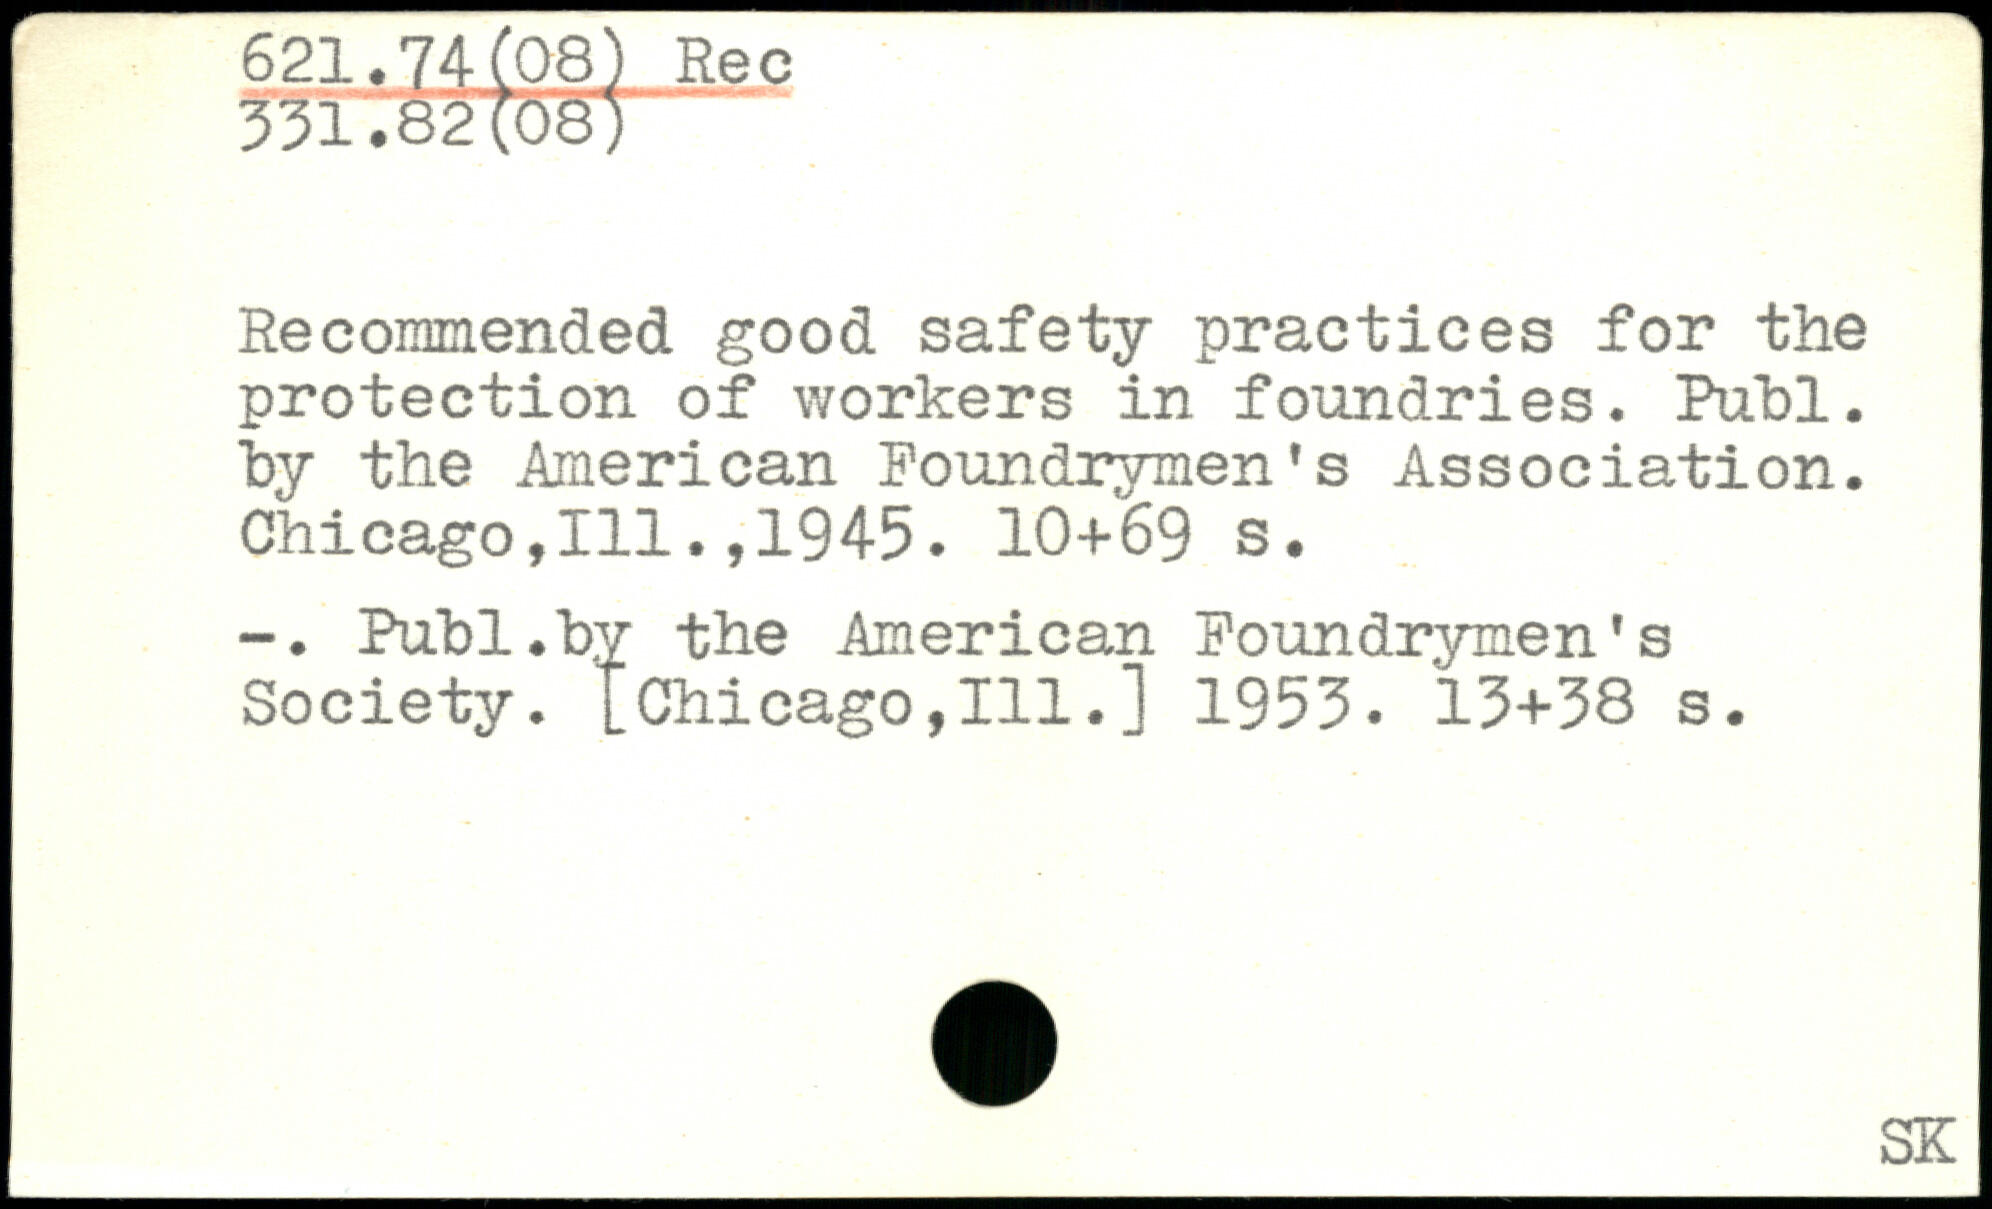 621.74(08) Rec
331.82(08)
Recommended good safety practices for the
protection of workers in foundries. Publ.
by the American Foundrymen's Association.
Chicago,Ill.,1945. 10+69 s.
-. Publ.by the American Foundrymen's
Society. [Chicago,Ill.] 1953. 13+38 s.
SK